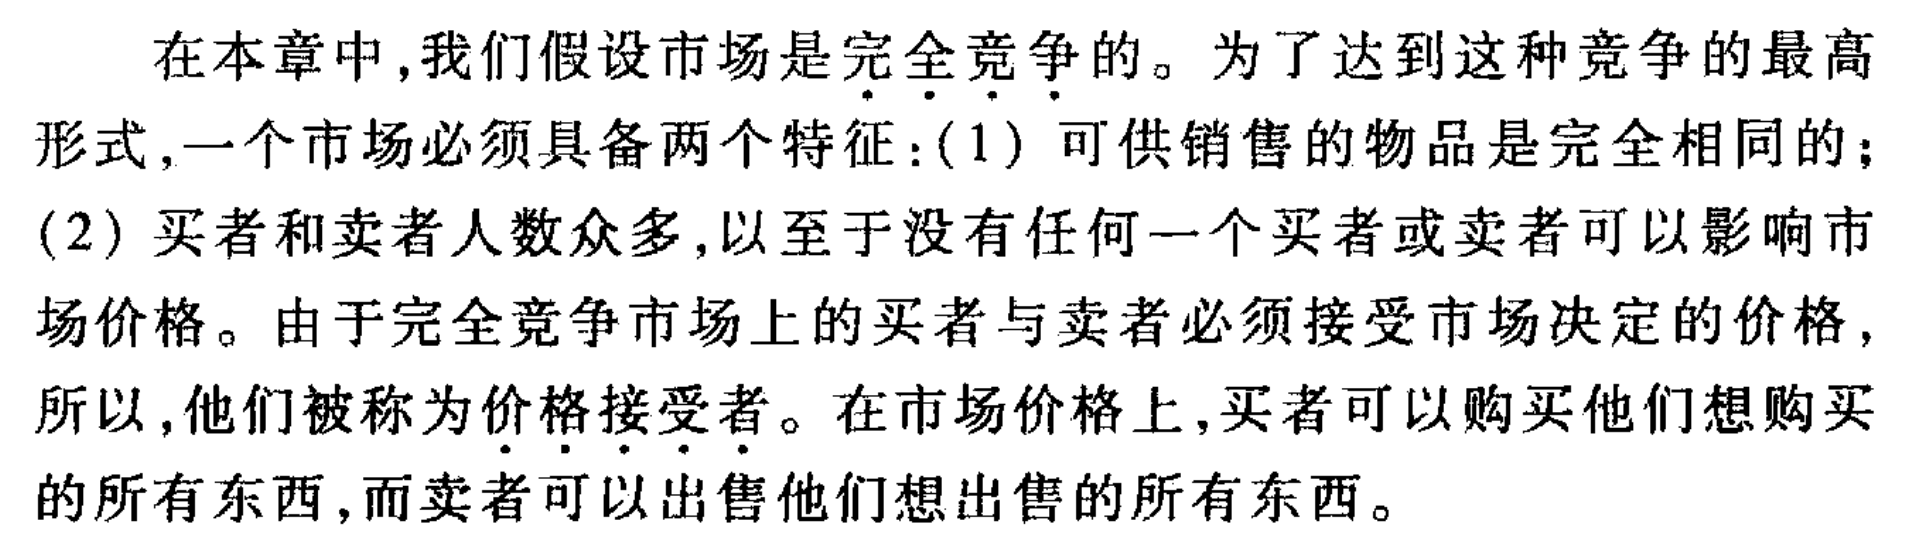 在本章中,我们假设市场是完全竞争的。为了达到这种竞争的最高
形式,一个市场必须具备两个特征:(1) 可供销售的物品是完全相同的;
(2) 买者和卖者人数众多,以至于没有任何一个买者或卖者可以影响市
场价格。由于完全竞争市场上的买者与卖者必须接受市场决定的价格,
所以,他们被称为价格接受者。在市场价格上,买者可以购买他们想购买
的所有东西,而卖者可以出售他们想出售的所有东西。